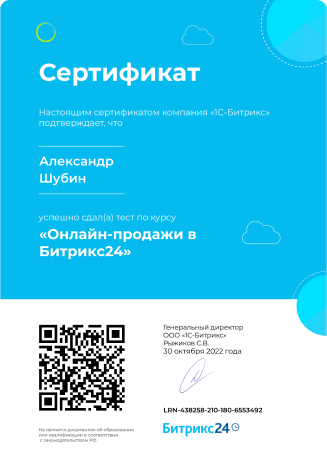 Сертификат
Настоящим сертификатом компания «1С-Битрикс»
подтверждает, что
Александр
Шубин
успешно сдал(а) тест по курсу
«Онлайн-продажи в
Битрикс24»
Генеральный директор
ООО «1С-Битрикс»
Рыжиков С.В.
30 октября 2022 года
LRN-438258-210-180-6553492
Не является документом об образовании
или квалификации в соответствии
с законодательством РФ
Битрикс24